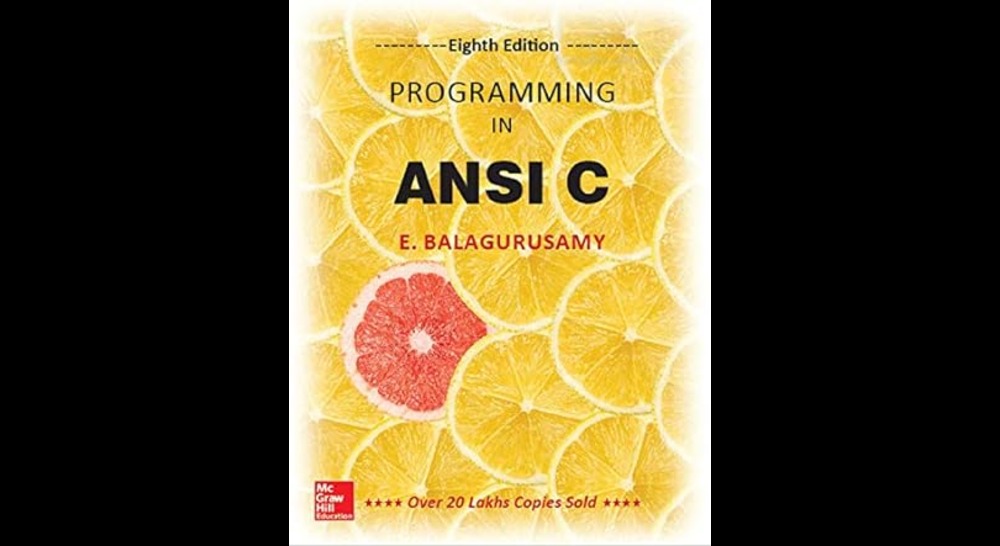 ---------Eighth Edition ---------
PROGRAMMING
IN
ANSI C
E. BALAGURUSAMY
Mc
Graw
Hill
Education
★★★★ Over 20 Lakhs Copies Sold ★★★★